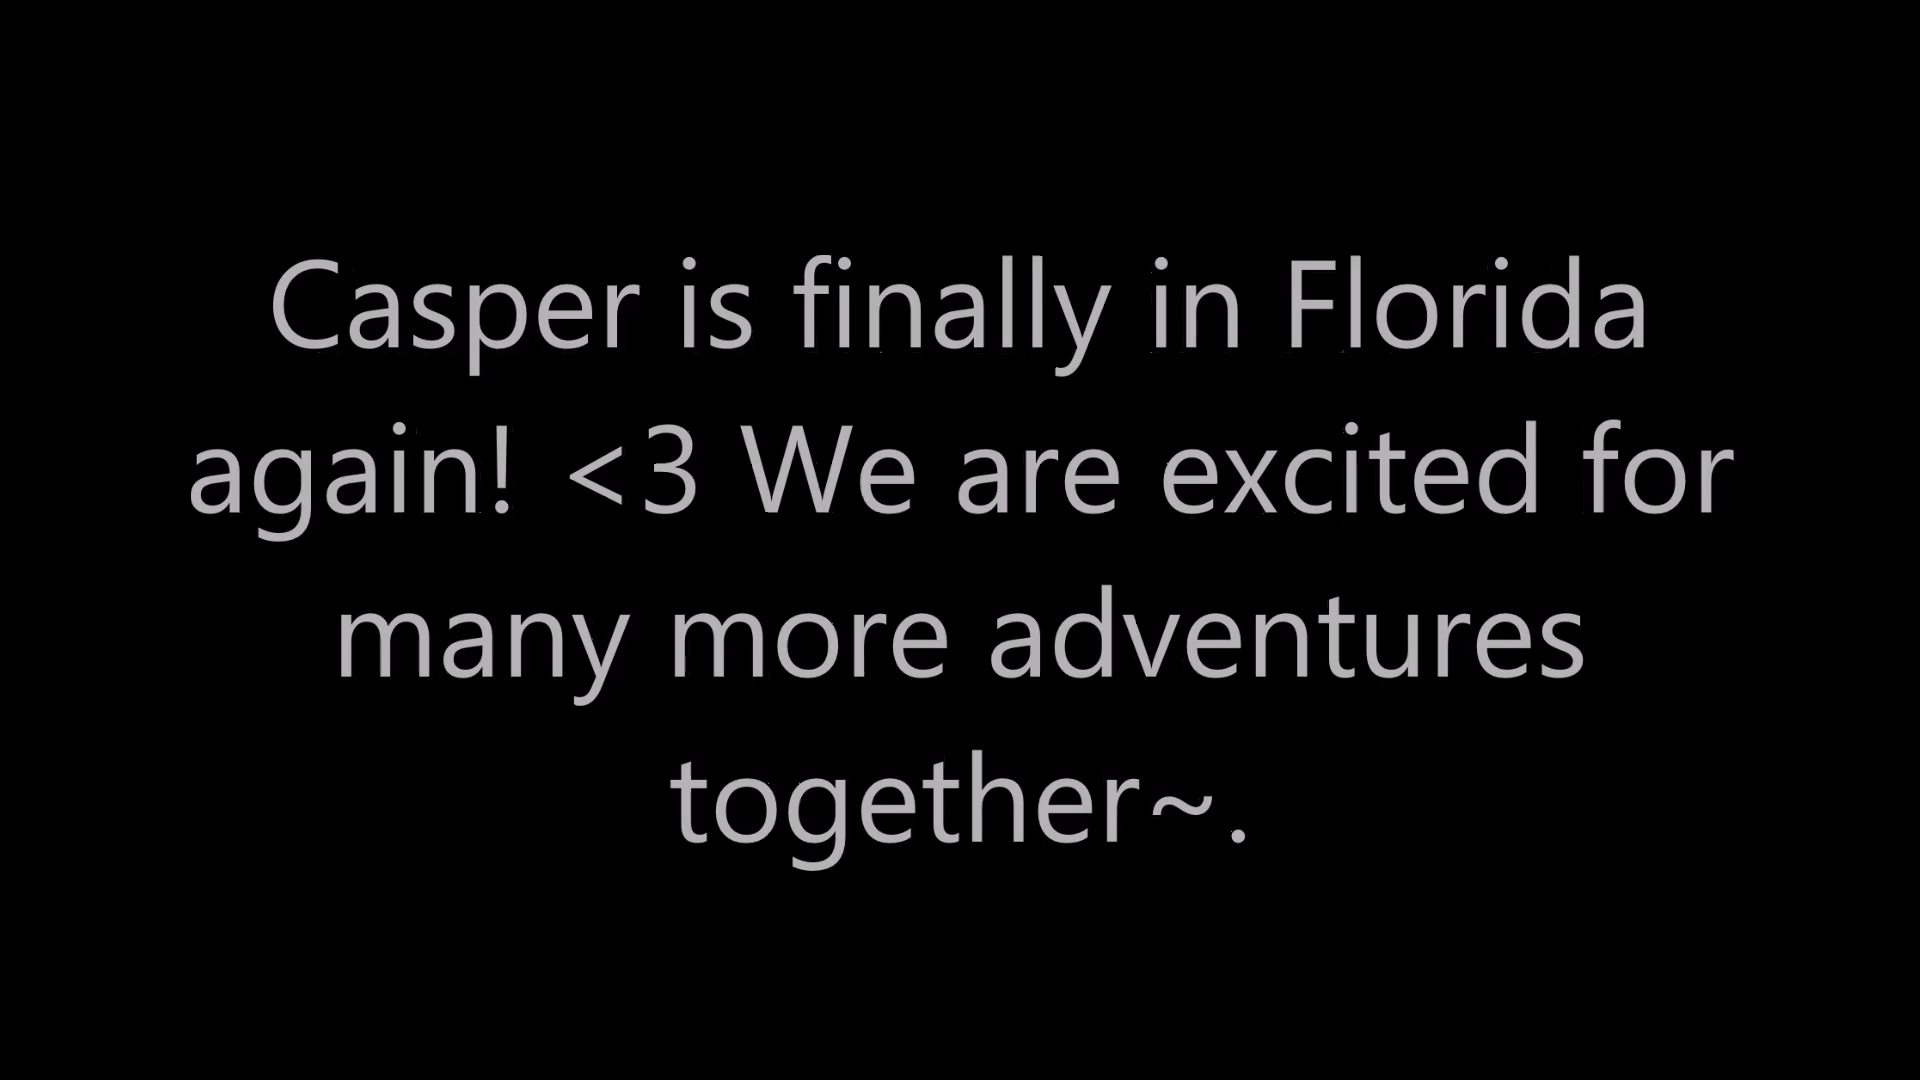 Casper is finally in Florida
again! <3 We are excited for
many more adventures
together~.